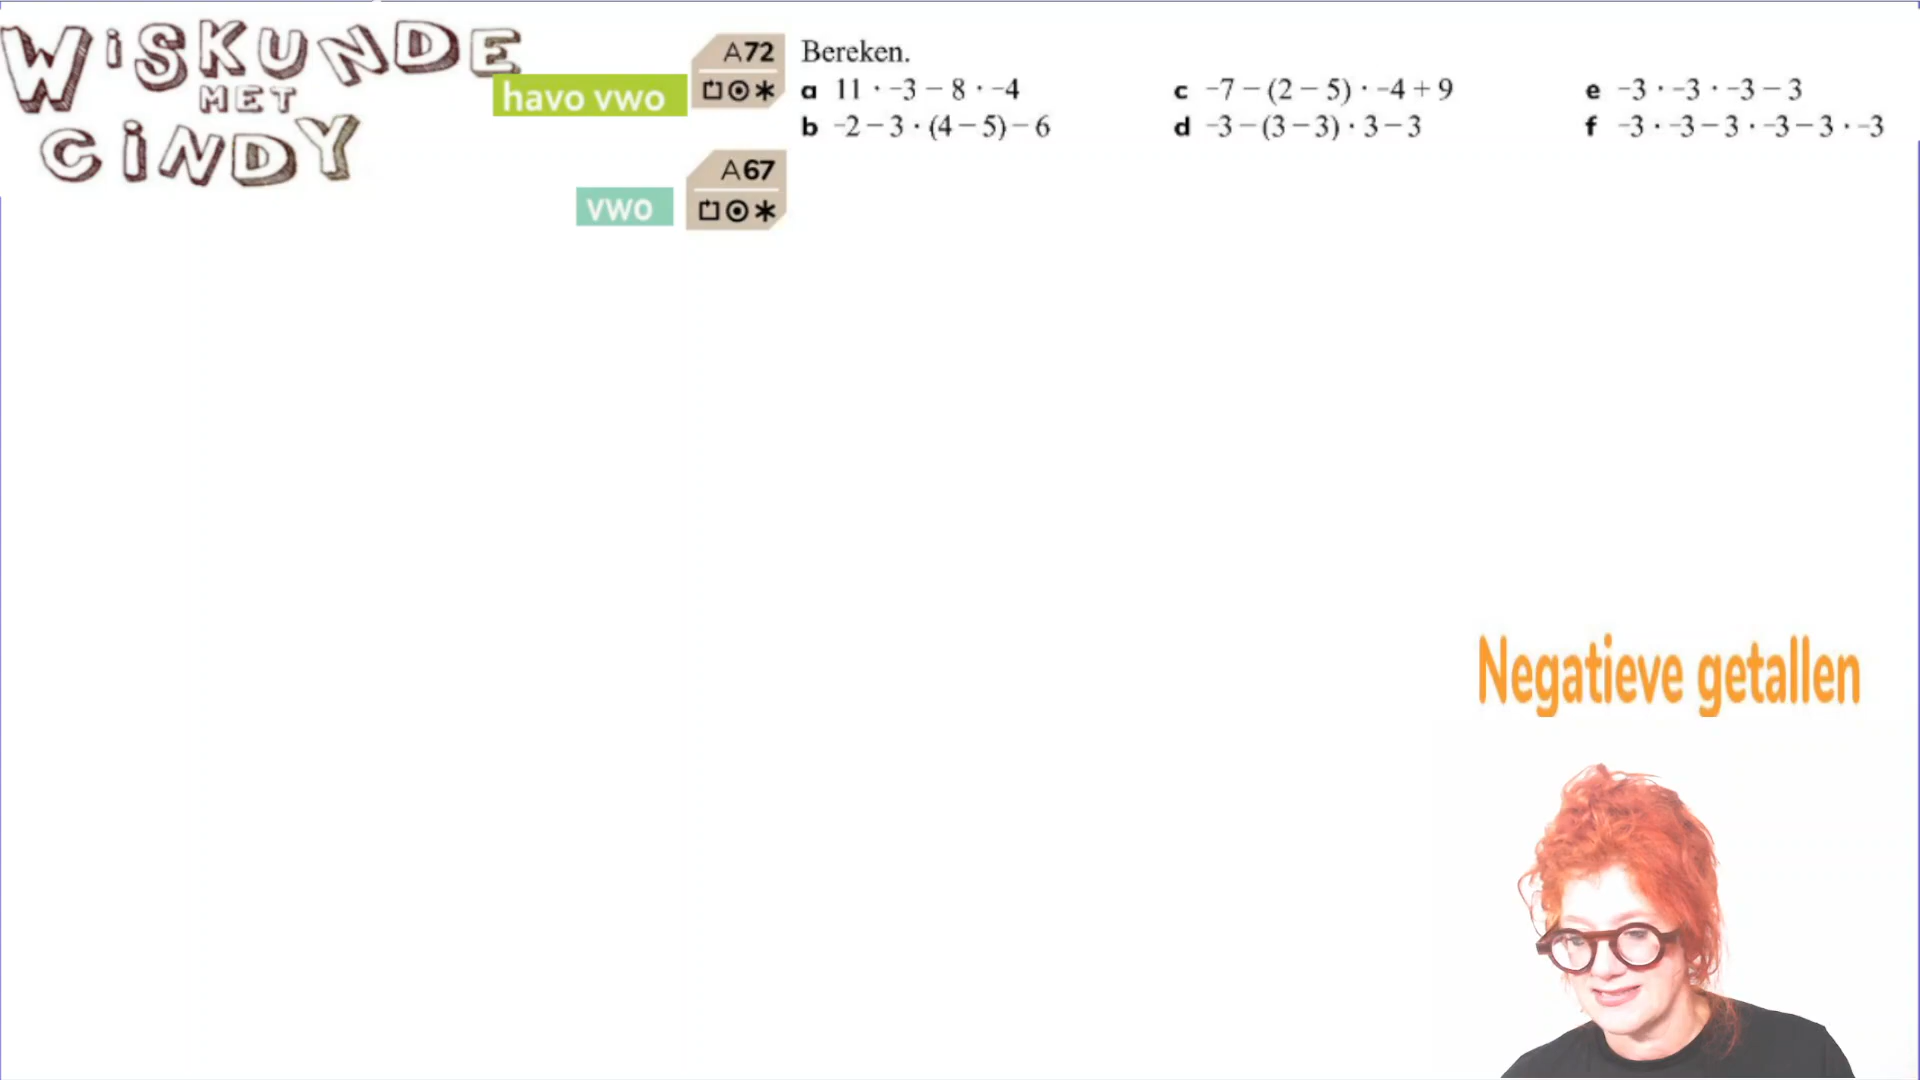 WiSKUNDE
MET
CiNDY
havo vwo
A72
Bereken.
a 11 · -3 – 8 · -4
b -2 – 3 · (4 – 5) – 6
c -7 – (2 – 5) · -4 + 9
d -3 – (3 – 3) · 3 – 3
e -3 · -3 · -3 – 3
f -3 · -3 – 3 · -3 – 3 · -3
vwo
A67
Negatieve getallen